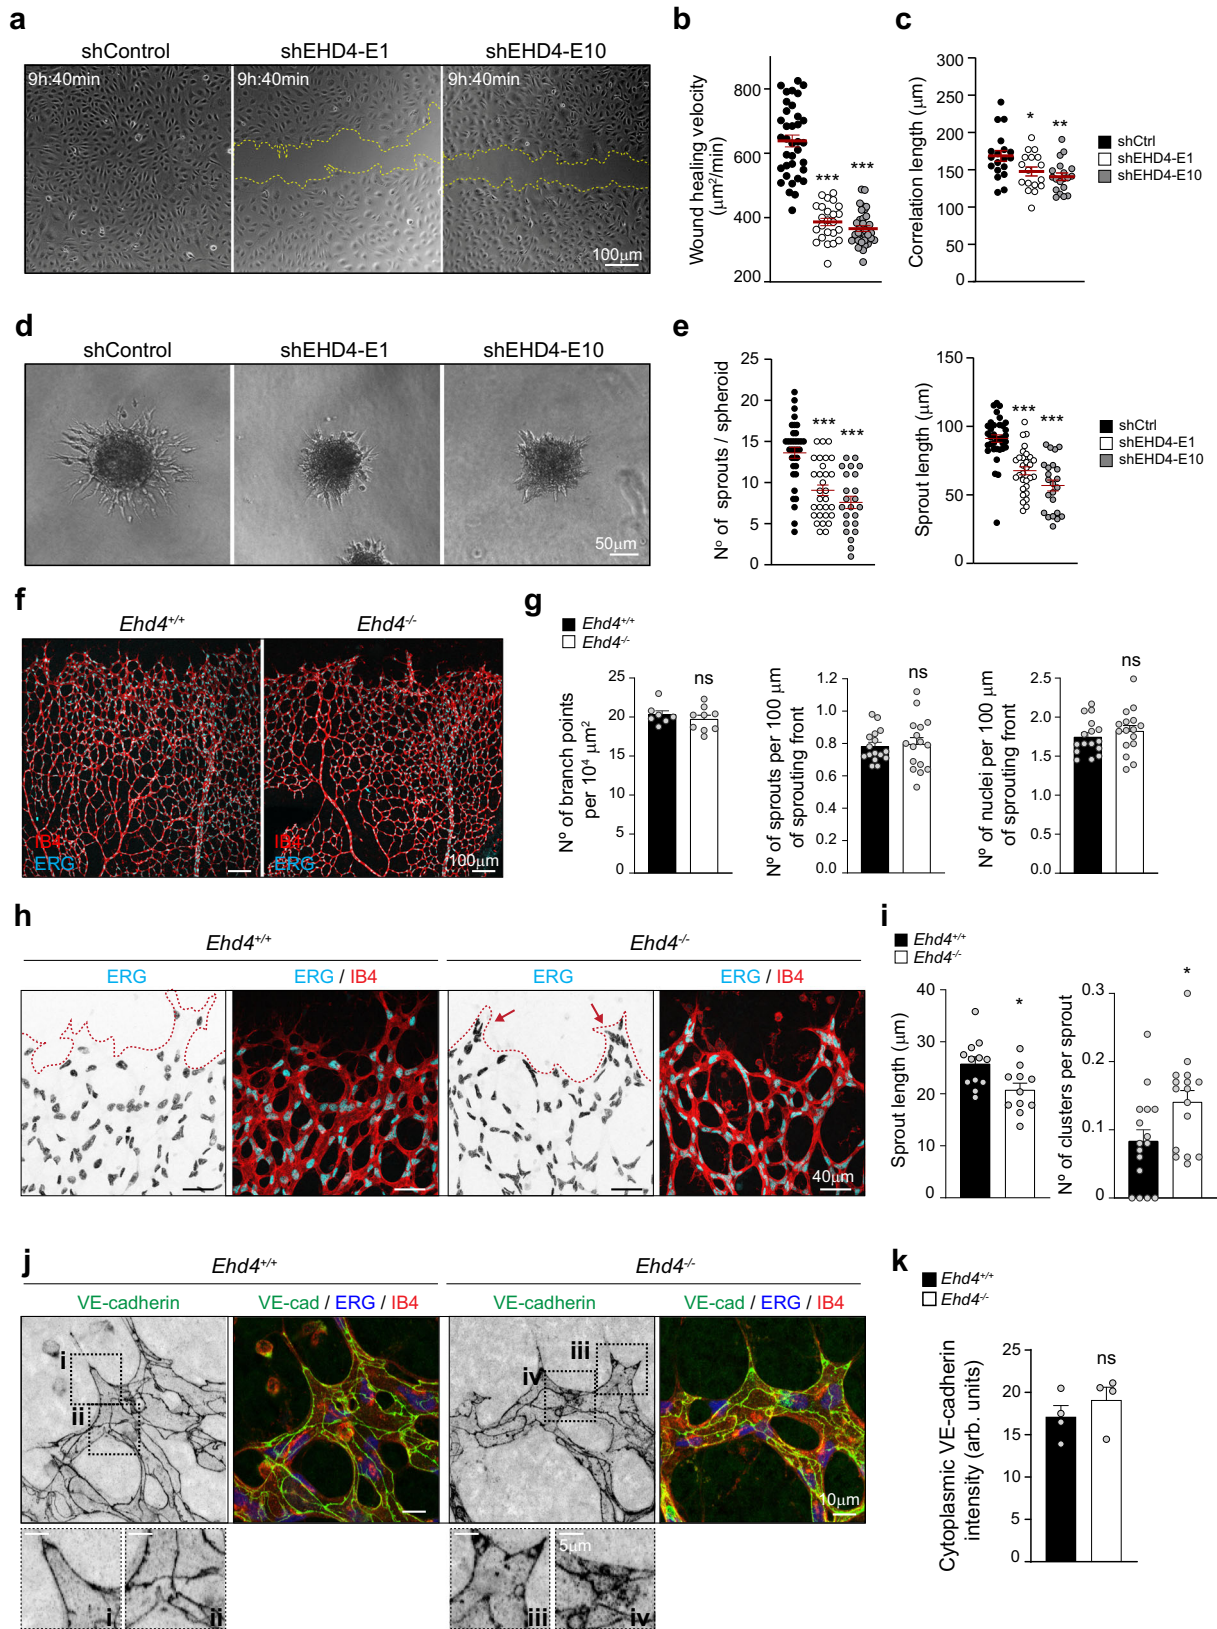 a
shControl
shEHD4-E1
shEHD4-E10
9h:40min
9h:40min
9h:40min
100μm
b
Wound healing velocity
(μm²/min)
800
600
400
200
***
***
c
Correlation length (μm)
300
250
200
150
100
50
0
*
**
shCtrl
shEHD4-E1
shEHD4-E10
d
shControl
shEHD4-E1
shEHD4-E10
50μm
e
Nº of sprouts / spheroid
25
20
15
10
5
0
***
***
Sprout length (μm)
150
100
50
0
***
***
shCtrl
shEHD4-E1
shEHD4-E10
f
Ehd4+/+
Ehd4-/-
IB4
ERG
IB4
ERG
100μm
g
Ehd4+/+
Ehd4-/-
Nº of branch points
per 10⁴ μm²
25
20
15
10
5
0
ns
Nº of sprouts per 100 μm
of sprouting front
1.2
1.0
0.8
0.6
0.4
0.2
0.0
ns
Nº of nuclei per 100 μm
of sprouting front
2.5
2.0
1.5
1.0
0.5
0.0
ns
h
Ehd4+/+
Ehd4-/-
ERG
ERG / IB4
ERG
ERG / IB4
40μm
i
Ehd4+/+
Ehd4-/-
Sprout length (μm)
40
30
20
10
0
*
Nº of clusters per sprout
0.3
0.2
0.1
0
*
j
Ehd4+/+
Ehd4-/-
VE-cadherin
VE-cad / ERG / IB4
VE-cadherin
VE-cad / ERG / IB4
i
ii
iii
iv
10μm
i
ii
iii
5μm
iv
k
Ehd4+/+
Ehd4-/-
Cytoplasmic VE-cadherin
intensity (arb. units)
25
20
15
10
5
0
ns